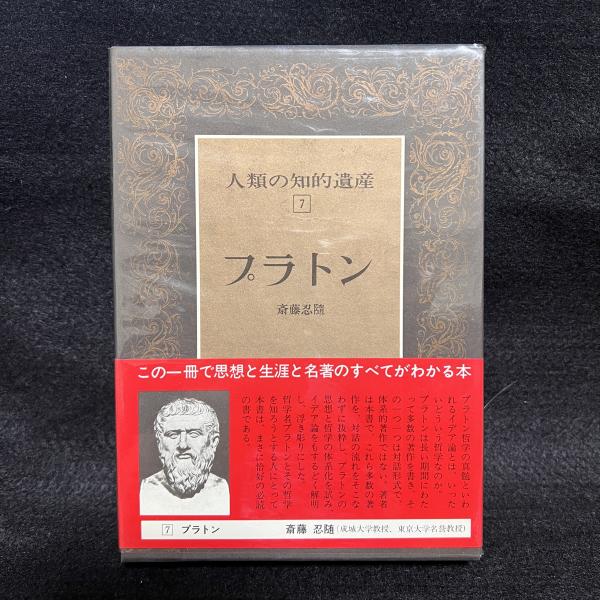 人類の知的遺産
7
プラトン
斎藤忍随
この一冊で思想と生涯と名著のすべてがわかる本
プラトン哲学の真髄といわ
れるイデア論とは、いった
いどういう哲学なのか。
プラトンは長い期間にわた
って多数の著作を書き、そ
の一つ一つは対話形式で、
体系的著作ではない。著者
は本書で、これら多数の著
作を、対話の流れをそこな
わずに抜粋し、プラトンの
思想と哲学の体系化を試み、
イデア論をもするどく解明
し、浮き彫りにした。
哲学者プラトンとその哲学
を知ろうとする人にとって
本書は、まさに恰好の必読
の書である。
7 プラトン
斎藤 忍随(成城大学教授、東京大学名誉教授)